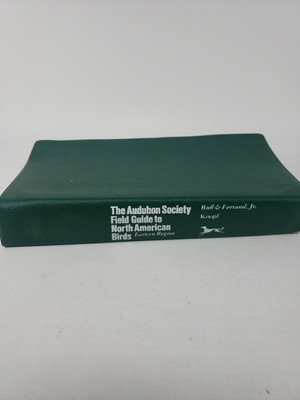 The Audubon Society
Field Guide to
North American
Birds Eastern Region
Bull & Farrand, Jr.
Knopf